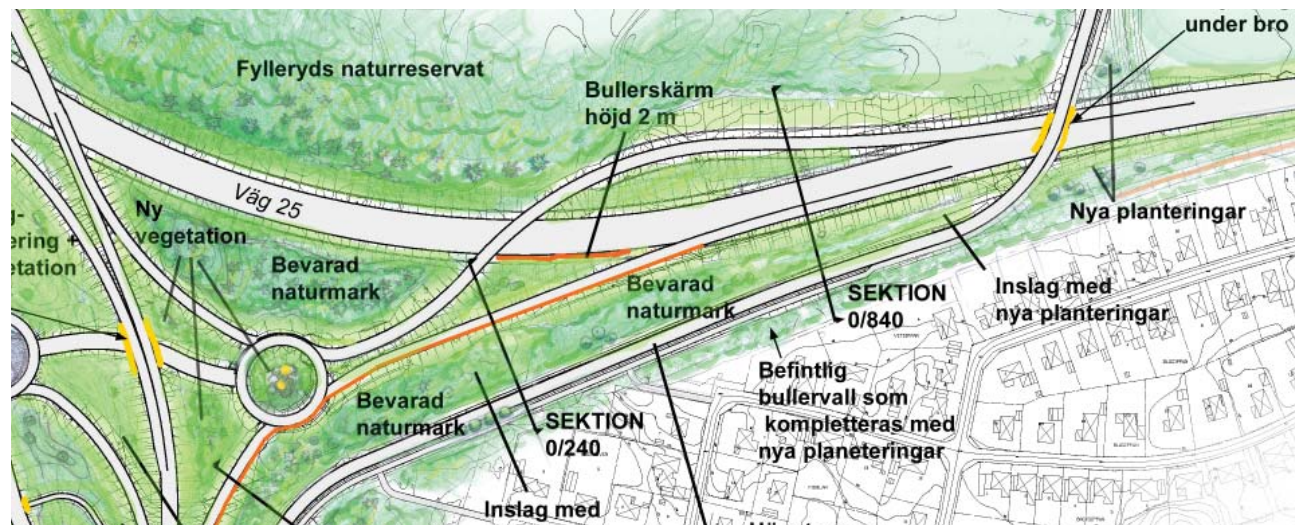 under bro
Fylleryds naturreservat
Bullerskärm
höjd 2 m
Väg 25
Ny
vegetation
Bevarad
naturmark
g-
ering +
etation
Nya planteringar
Bevarad
naturmark
SEKTION
0/840
Inslag med
nya planteringar
Befintlig
bullervall som
kompletteras med
nya planeteringar
Bevarad
naturmark
SEKTION
0/240
Inslag med